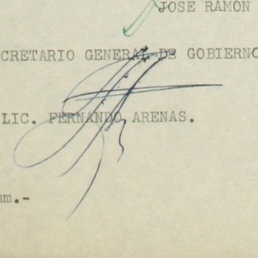 JOSE RAMON
CRETARIO GENERAL DE GOBIERNO
LIC. FERNANDO ARENAS.
m.-